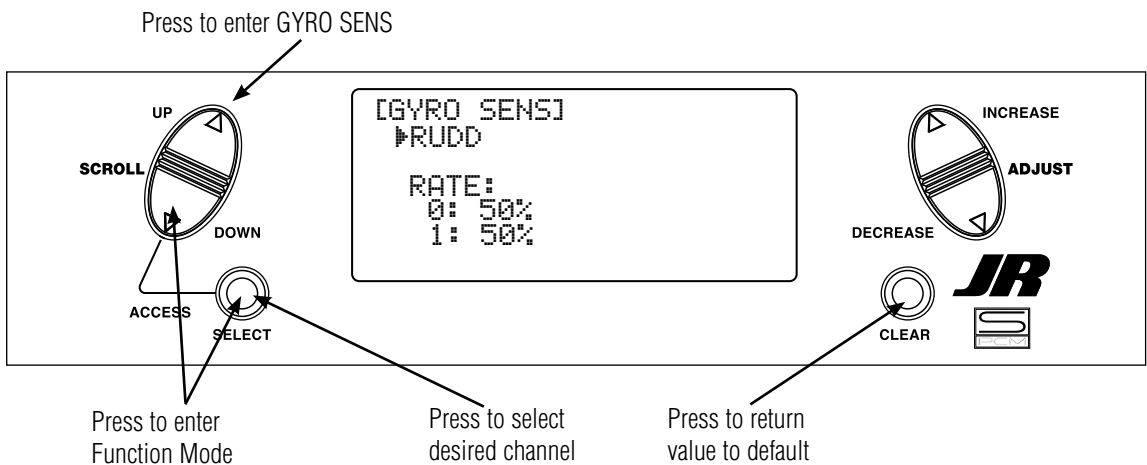 Press to enter GYRO SENS
UP
SCROLL
DOWN
ACCESS
SELECT
[GYRO SENS]
RUDD
RATE:
0: 50%
1: 50%
INCREASE
ADJUST
DECREASE
CLEAR
JR
S
PCM
Press to enter
Function Mode
Press to select
desired channel
Press to return
value to default